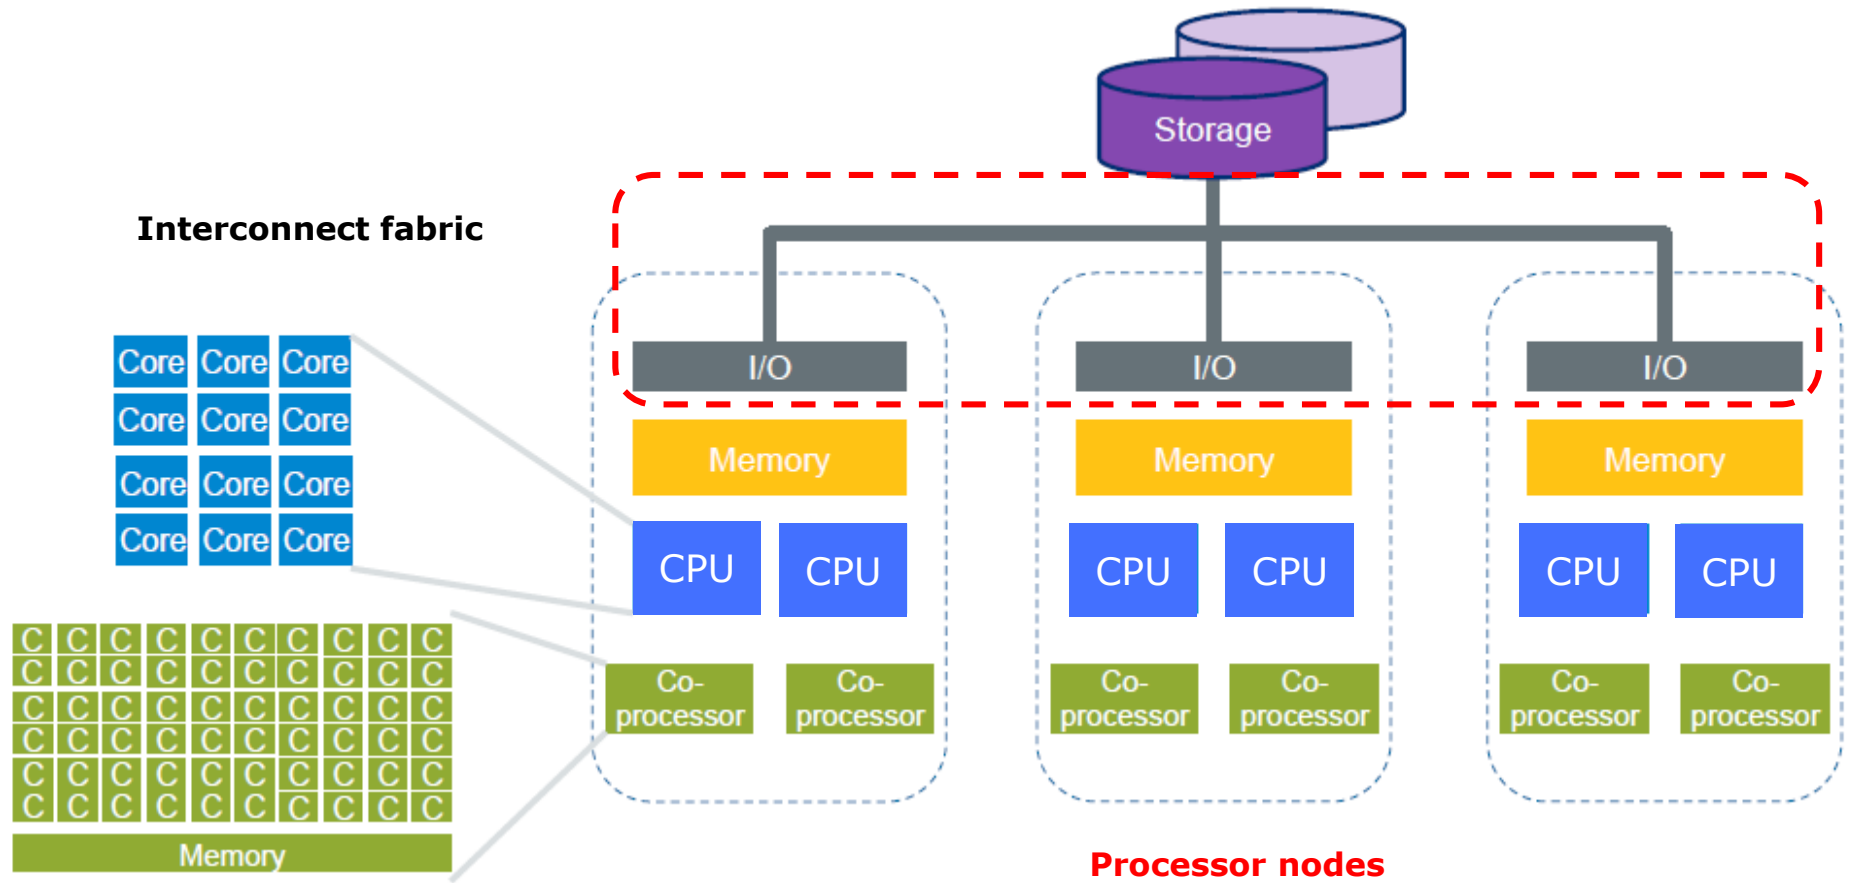 Storage
Interconnect fabric
I/O I/O I/O
Core Core Core
Core Core Core
Core Core Core
Core Core Core
Memory Memory Memory
CPU CPU CPU CPU CPU CPU
C C C C C C C C C C
C C C C C C C C C C
C C C C C C C C C C
C C C C C C C C C C
C C C C C C C C C C
C C C C C C C C C C
Memory
Co- Co- Co- Co- Co- Co-
processor processor processor processor processor processor
Processor nodes